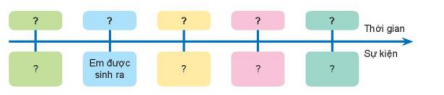 ? ? ? ? ?
Thời gian
Sự kiện
? Em được sinh ra ? ? ?